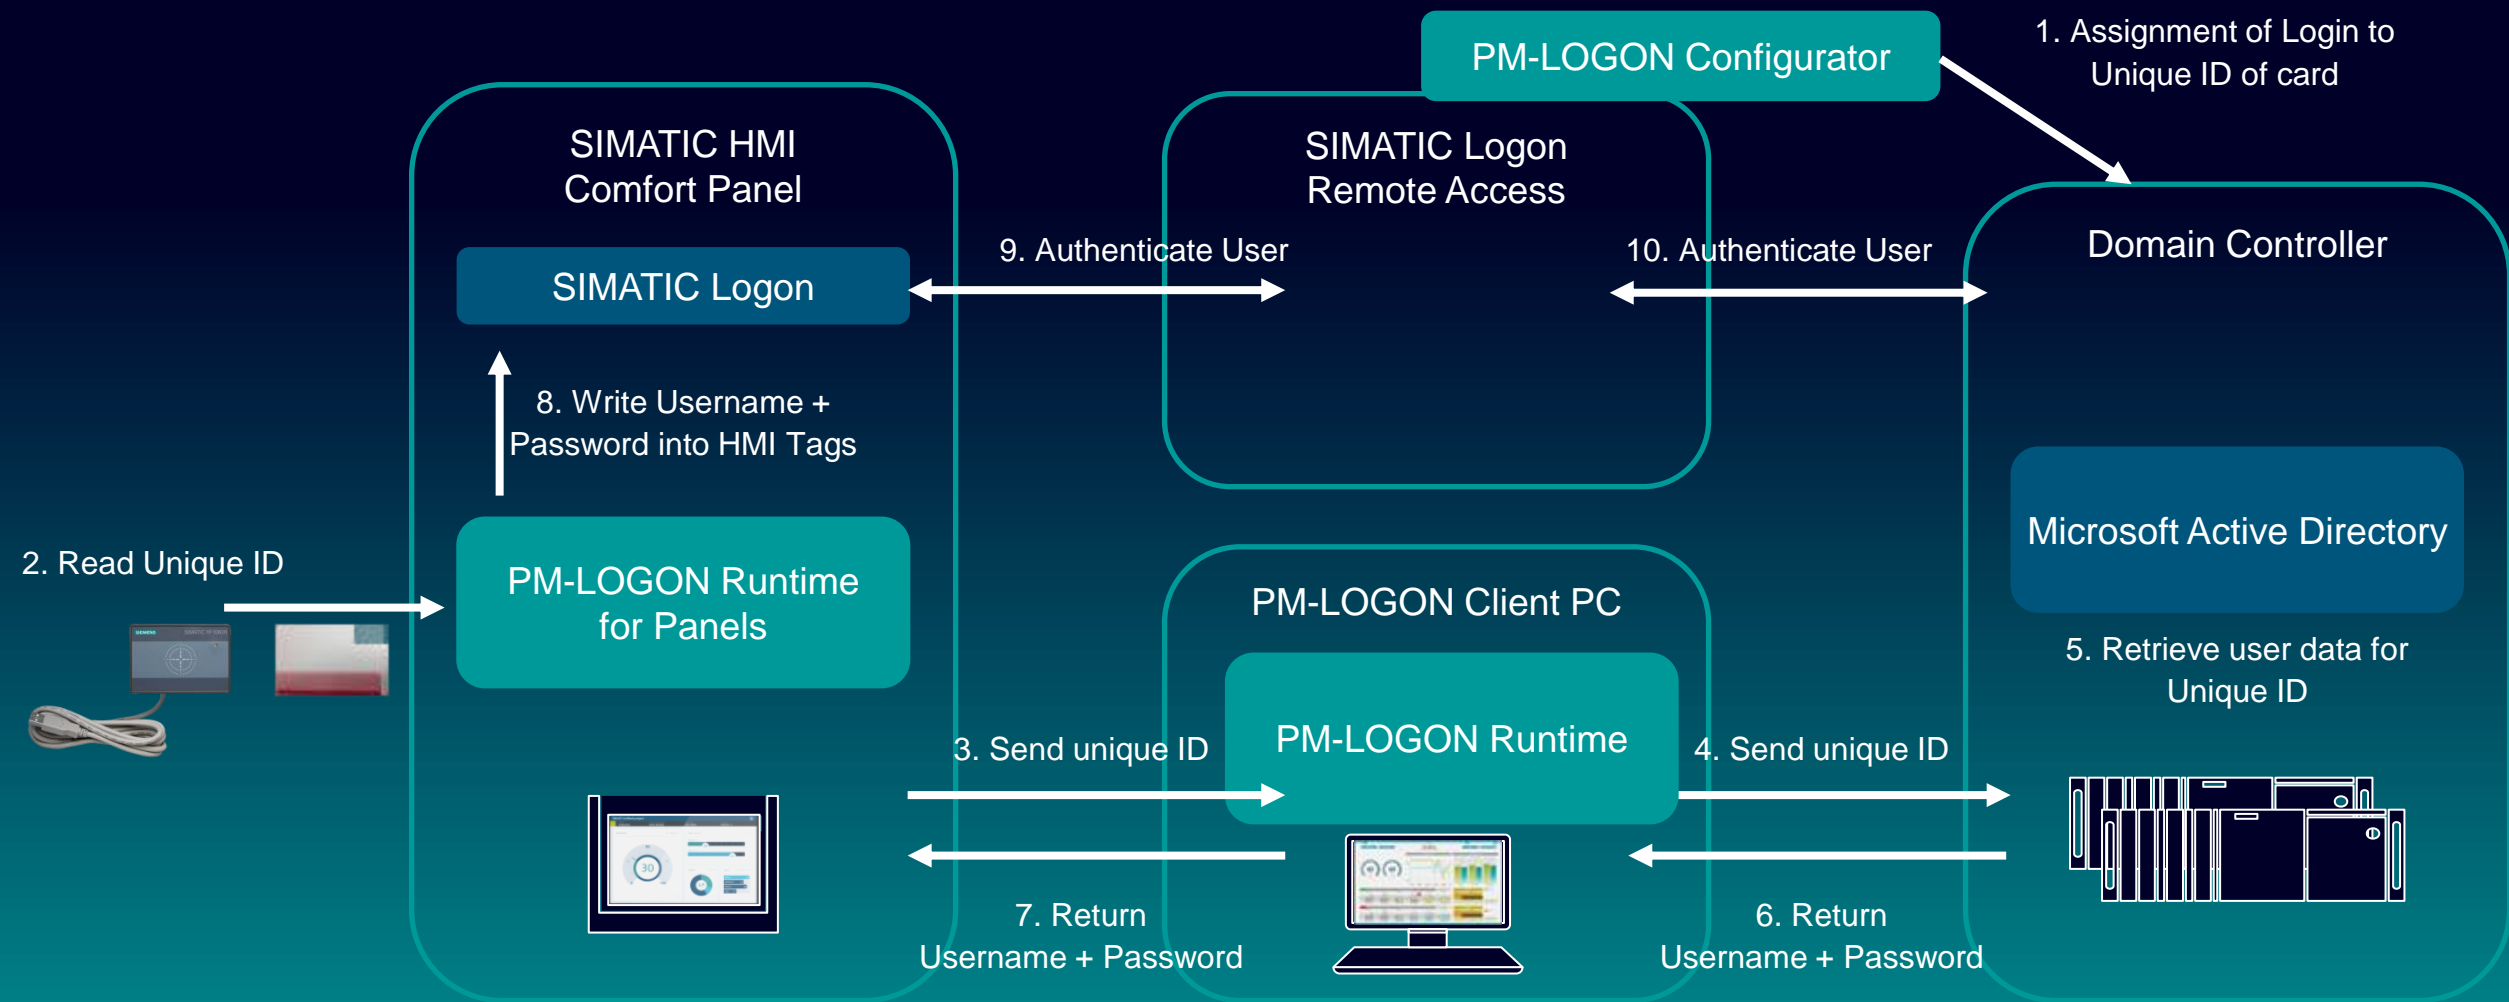 PM-LOGON Configurator
1. Assignment of Login to
Unique ID of card
SIMATIC HMI
Comfort Panel
SIMATIC Logon
Remote Access
Domain Controller
SIMATIC Logon
9. Authenticate User
10. Authenticate User
8. Write Username +
Password into HMI Tags
Microsoft Active Directory
2. Read Unique ID
PM-LOGON Runtime
for Panels
PM-LOGON Client PC
SIEMENS
5. Retrieve user data for
Unique ID
PM-LOGON Runtime
3. Send unique ID
4. Send unique ID
30
7. Return
Username + Password
6. Return
Username + Password